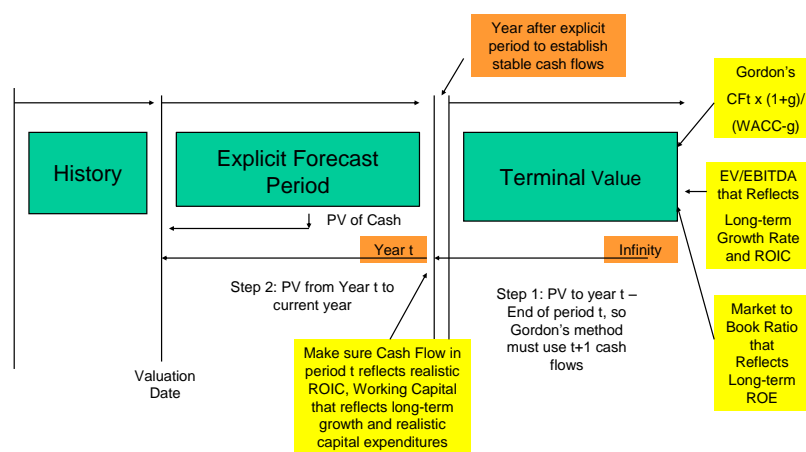 Year after explicit
period to establish
stable cash flows
Gordon's
CFt x (1+g)/
(WACC-g)
History
Explicit Forecast
Period
Terminal Value
EV/EBITDA
that Reflects
Long-term
Growth Rate
and ROIC
PV of Cash
Year t
Infinity
Step 2: PV from Year t to
current year
Step 1: PV to year t –
End of period t, so
Gordon's method
must use t+1 cash
flows
Market to
Book Ratio
that
Reflects
Long-term
ROE
Valuation
Date
Make sure Cash Flow in
period t reflects realistic
ROIC, Working Capital
that reflects long-term
growth and realistic
capital expenditures